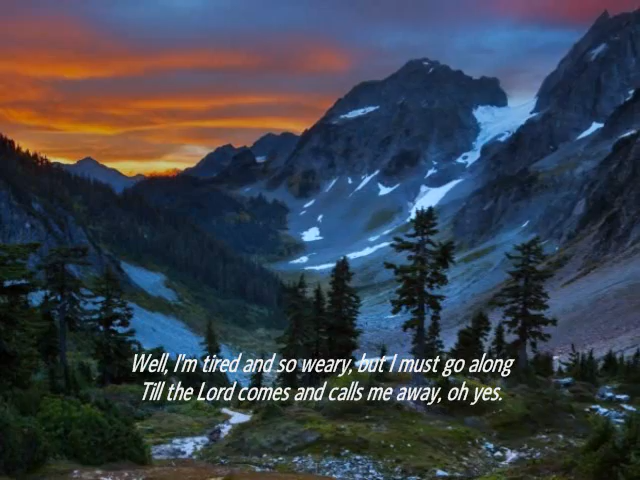 Well, I'm tired and so weary, but I must go along
Till the Lord comes and calls me away, oh yes.